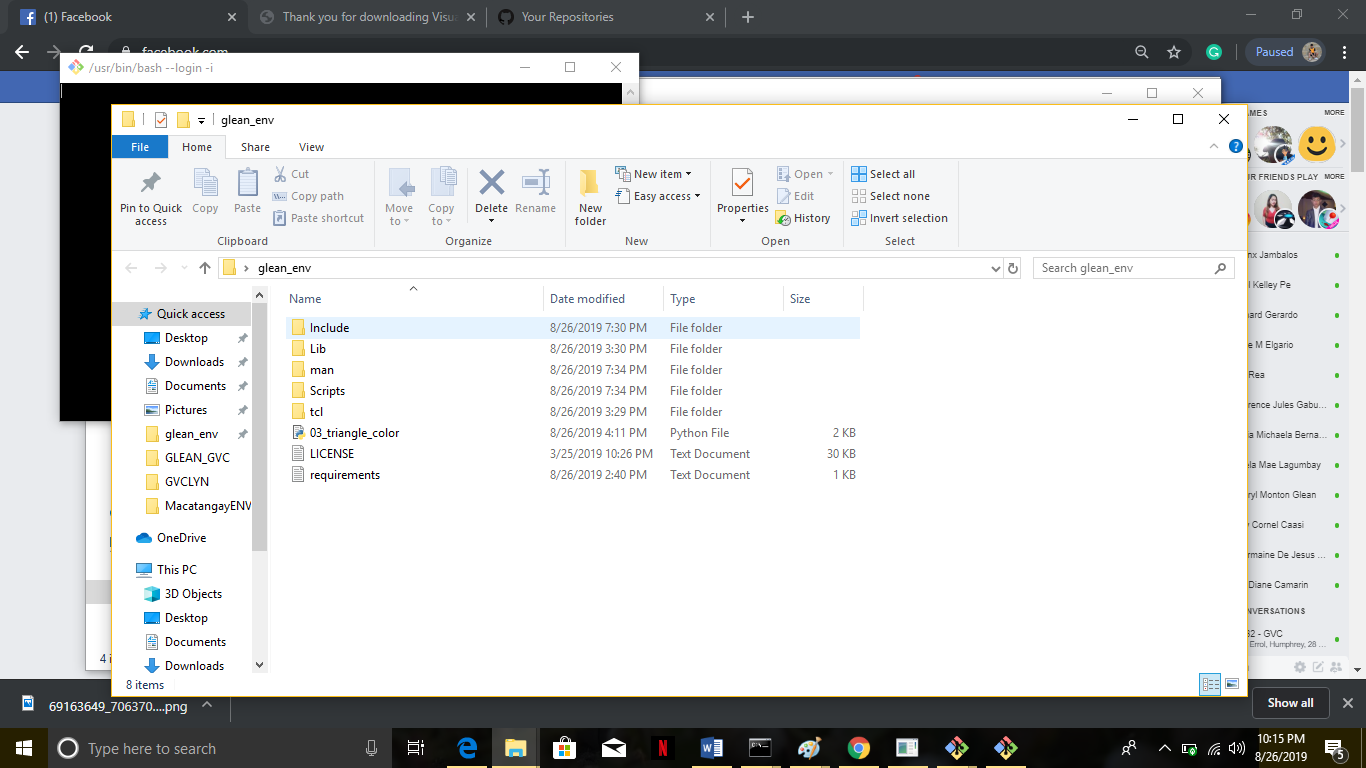 (1) Facebook
Thank you for downloading Visua
Your Repositories
facebook.com
Paused
/usr/bin/bash --login -i
glean_env
File Home Share View
Pin to Quick access
Copy
Paste
Cut
Copy path
Paste shortcut
Move to
Copy to
Delete
Rename
New folder
New item
Easy access
Properties
Open
Edit
History
Select all
Select none
Invert selection
Clipboard
Organize
New
Open
Select
glean_env
Search glean_env
Name Date modified Type Size
Include 8/26/2019 7:30 PM File folder
Lib 8/26/2019 3:30 PM File folder
man 8/26/2019 7:34 PM File folder
Scripts 8/26/2019 7:34 PM File folder
tcl 8/26/2019 3:29 PM File folder
03_triangle_color 8/26/2019 4:11 PM Python File 2 KB
LICENSE 3/25/2019 10:26 PM Text Document 30 KB
requirements 8/26/2019 2:40 PM Text Document 1 KB
Quick access
Desktop
Downloads
Documents
Pictures
glean_env
GLEAN_GVC
GVCLYN
MacatangayENV
OneDrive
This PC
3D Objects
Desktop
Documents
Downloads
8 items
4 i
AMES MORE
UR FRIENDS PLAY MORE
nx Jambalos
l Kelley Pe
ard Gerardo
e M Elgario
Rea
rence Jules Gabu...
ia Michaela Berna...
ela Mae Lagumbay
ryl Monton Glean
y Cornel Caasi
rmaine De Jesus ...
Diane Camarin
NVERSATIONS
32 - GVC
Errol, Humphrey, 28 ...
69163649_706370....png
Show all
Type here to search
10:15 PM
8/26/2019
5